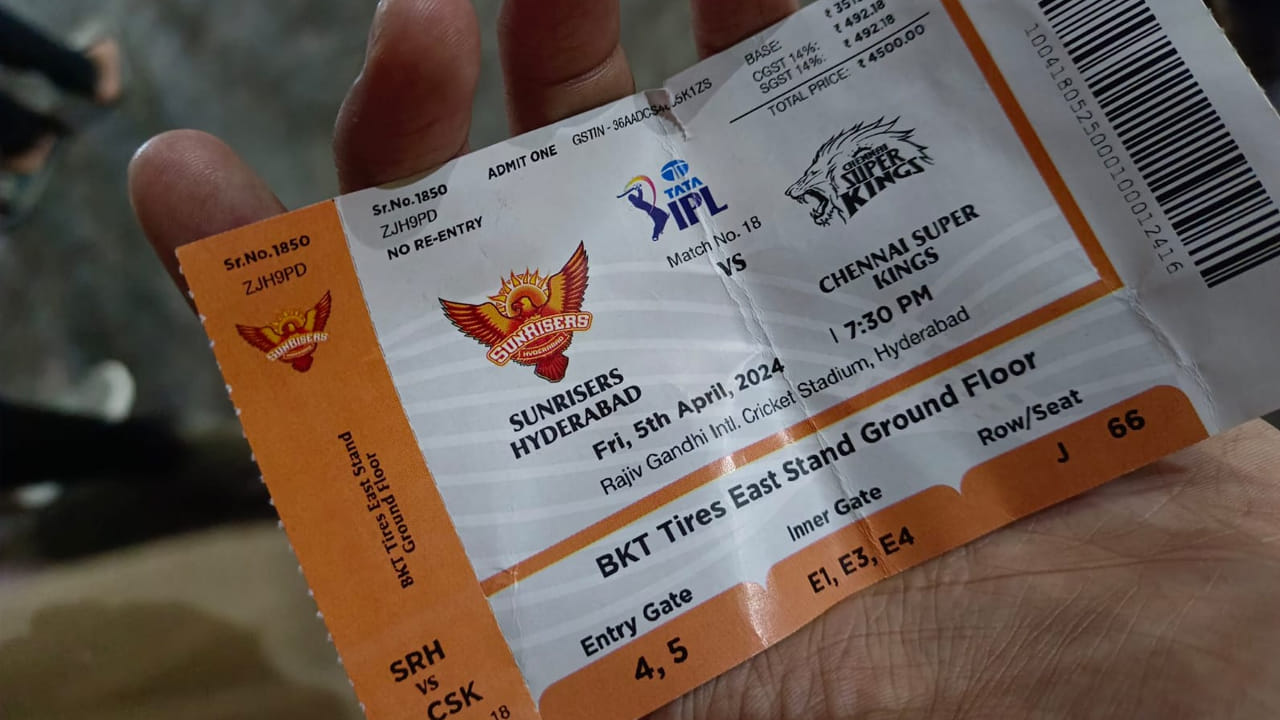 Sr.No.1850
ZJH9PD
SUNRISERS
HYDERABAD
BKT Tires East Stand
Ground Floor
SRH
VS
CSK
18
Sr.No.1850
ZJH9PD
NO RE-ENTRY
ADMIT ONE
GSTIN -
BASE:
CGST 14%: ₹ 492.18
SGST 14%: ₹ 492.18
TOTAL PRICE: ₹ 4500.00
TATA
IPL
Match No. 18
VS
SUNRISERS
HYDERABAD
SUNRISERS
HYDERABAD
CHENNAI
SUPER
KINGS
CHENNAI SUPER
KINGS
Fri, 5th April, 2024 | 7:30 PM
Rajiv Gandhi Intl. Cricket Stadium, Hyderabad
BKT Tires East Stand Ground Floor
Entry Gate
4, 5
Inner Gate
E1, E3, E4
Row/Seat
J 66
1004180525000100012416